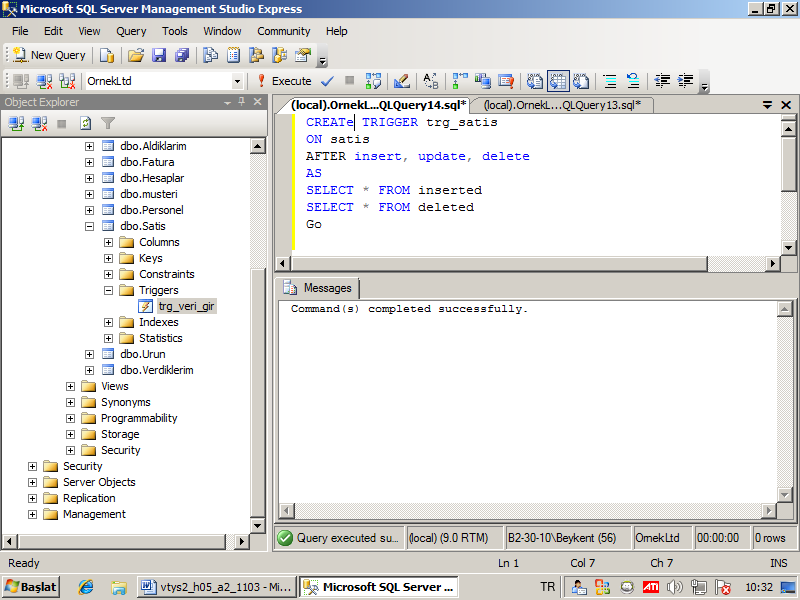 Microsoft SQL Server Management Studio Express
File Edit View Query Tools Window Community Help
New Query
OrnekLtd Execute
Object Explorer
(local).OrnekL...QLQuery14.sql* (local).OrnekL...QLQuery13.sql*
dbo.Aldiklarim
dbo.Fatura
dbo.Hesaplar
dbo.musteri
dbo.Personel
dbo.Satis
Columns
Keys
Constraints
Triggers
trg_veri_gir
Indexes
Statistics
dbo.Urun
dbo.Verdiklerim
Views
Synonyms
Programmability
Storage
Security
Security
Server Objects
Replication
Management
CREATe TRIGGER trg_satis
ON satis
AFTER insert, update, delete
AS
SELECT * FROM inserted
SELECT * FROM deleted
Go
Messages
Command(s) completed successfully.
Query executed su... (local) (9.0 RTM) B2-30-10\Beykent (56) OrnekLtd 00:00:00 0 rows
Ready Ln 1 Col 7 Ch 7 INS
Başlat vtys2_h05_a2_1103 - Mi... Microsoft SQL Server ... TR ATI 10:32